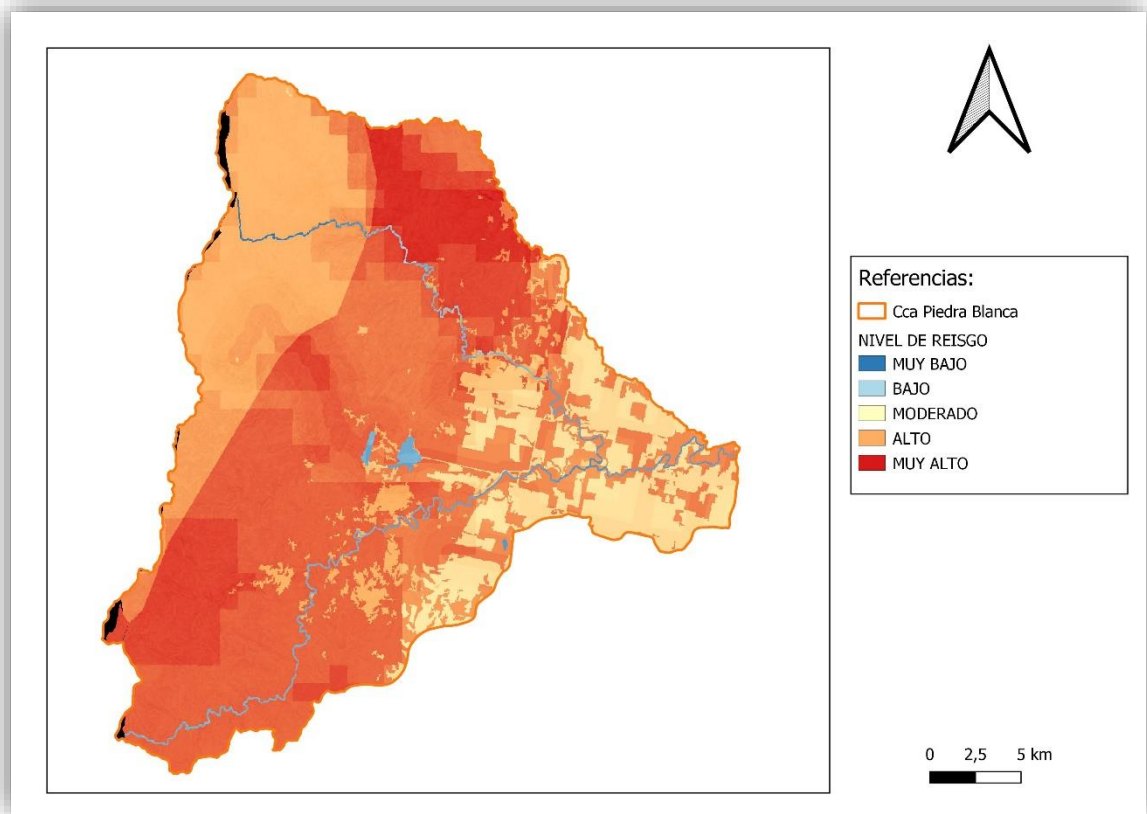 Referencias:
Cca Piedra Blanca
NIVEL DE REISGO
MUY BAJO
BAJO
MODERADO
ALTO
MUY ALTO
0 2,5 5 km